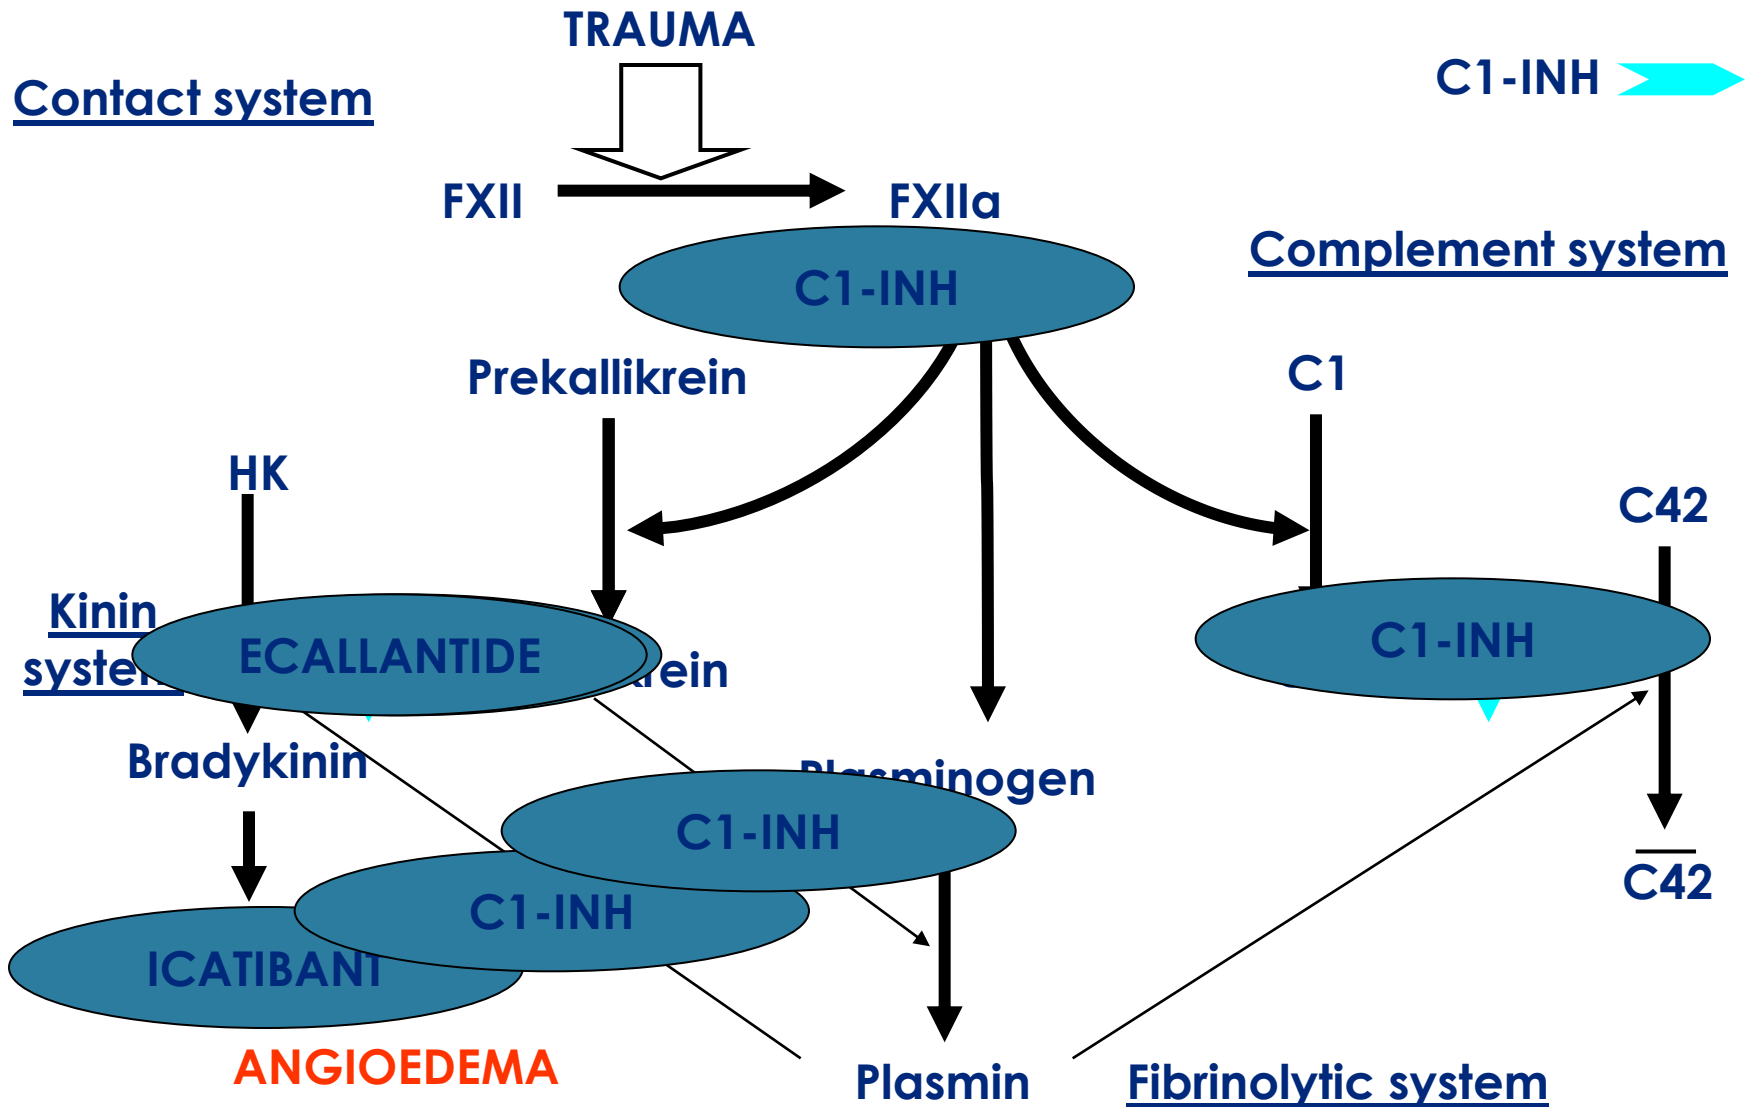 TRAUMA
C1-INH
Contact system
FXII
FXIIa
Complement system
C1-INH
Prekallikrein
C1
HK
C42
Kinin
ECALLANTIDE
C1-INH
Bradykinin
Plasminogen
C1-INH
C42
C1-INH
ICATIBANT
ANGIOEDEMA
Plasmin
Fibrinolytic system